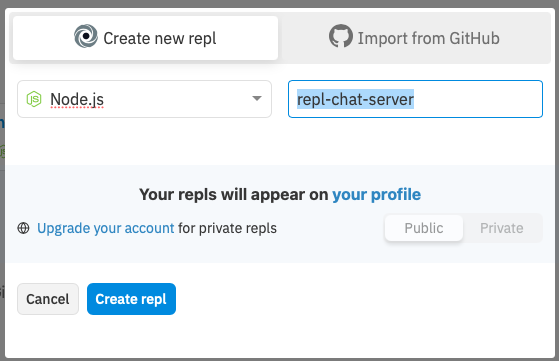 Create new repl
Import from GitHub
Node.js
repl-chat-server
Your repls will appear on your profile
Upgrade your account for private repls
Public
Private
Cancel
Create repl